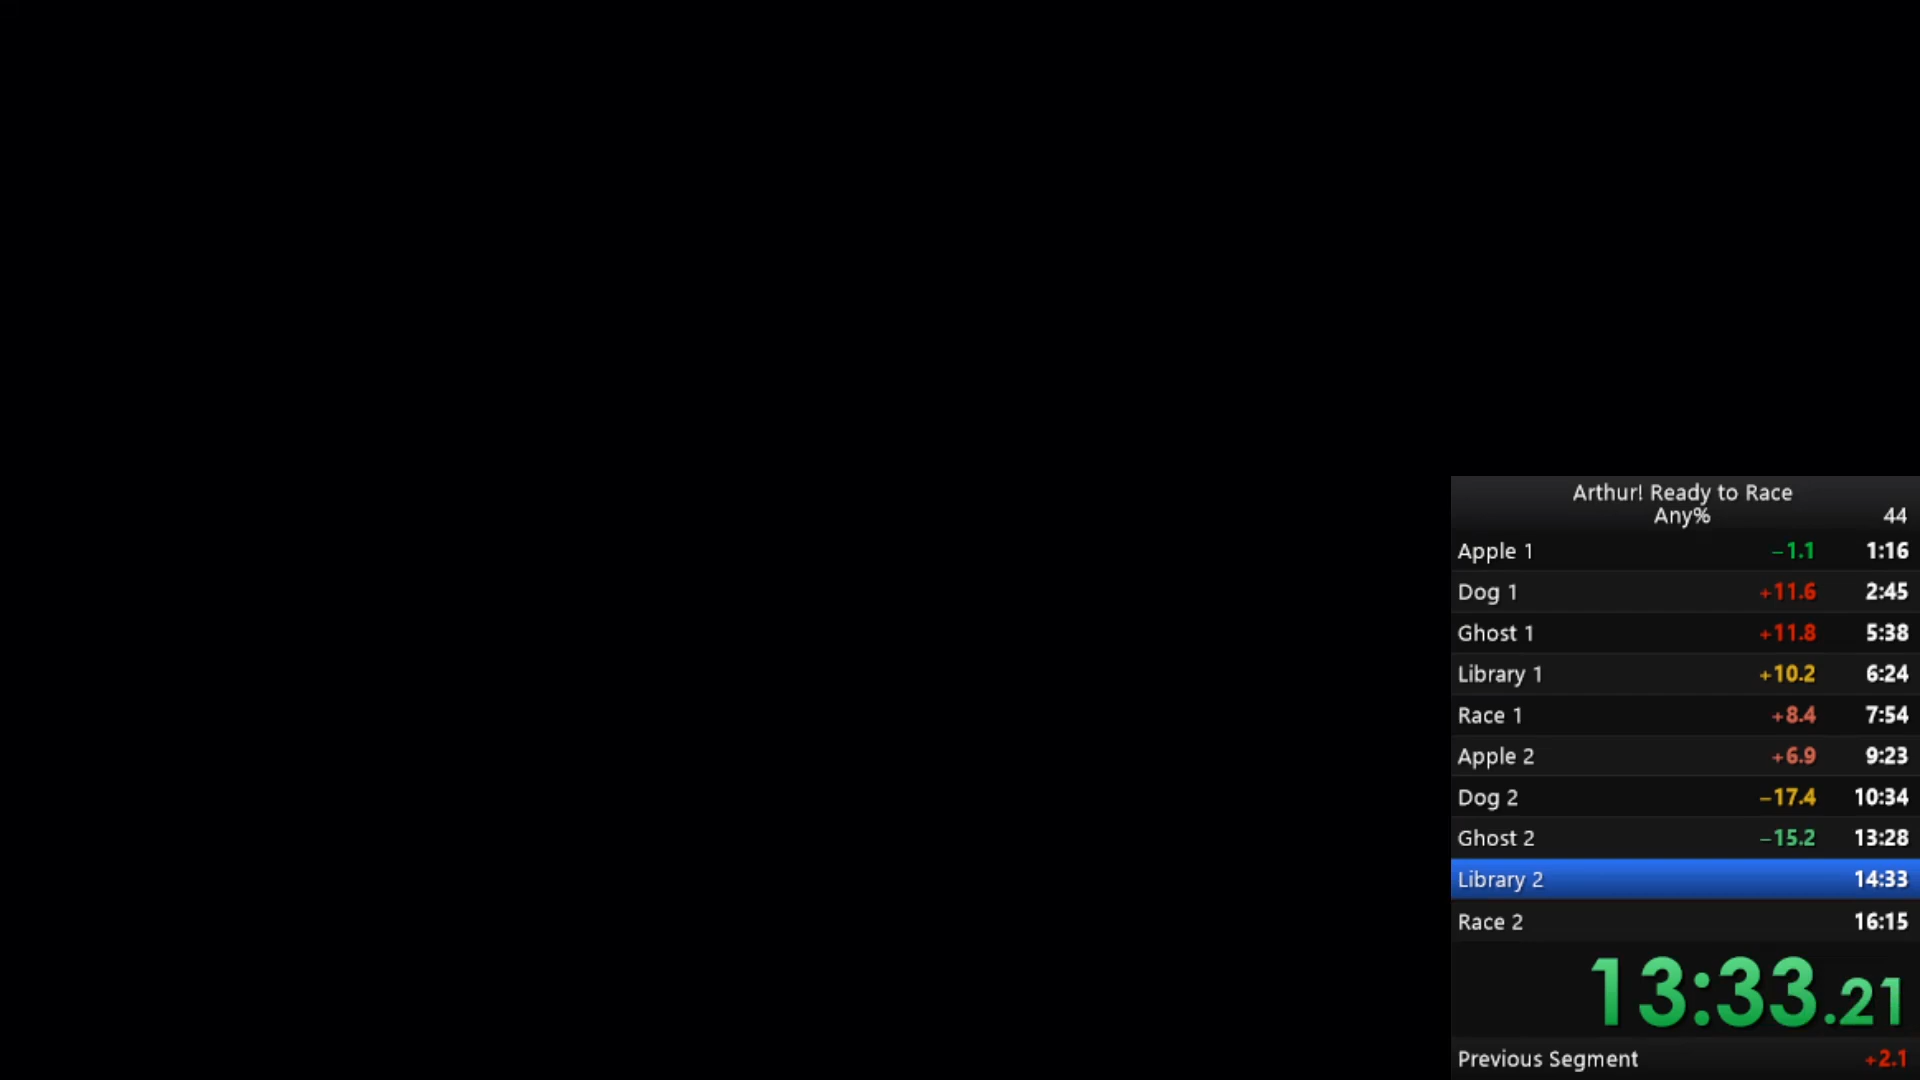 Arthur! Ready to Race
Any% 44
Apple 1 −1.1 1:16
Dog 1 +11.6 2:45
Ghost 1 +11.8 5:38
Library 1 +10.2 6:24
Race 1 +8.4 7:54
Apple 2 +6.9 9:23
Dog 2 −17.4 10:34
Ghost 2 −15.2 13:28
Library 2 14:33
Race 2 16:15
13:33.21
Previous Segment +2.1